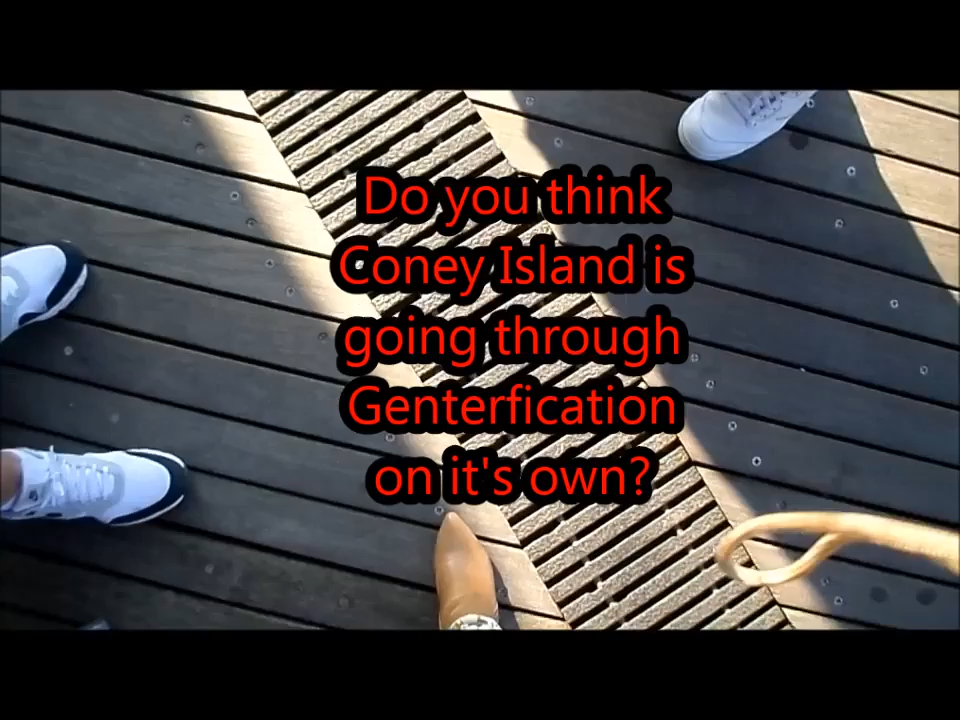 Do you think
Coney Island is
going through
Genterfication
on it's own?